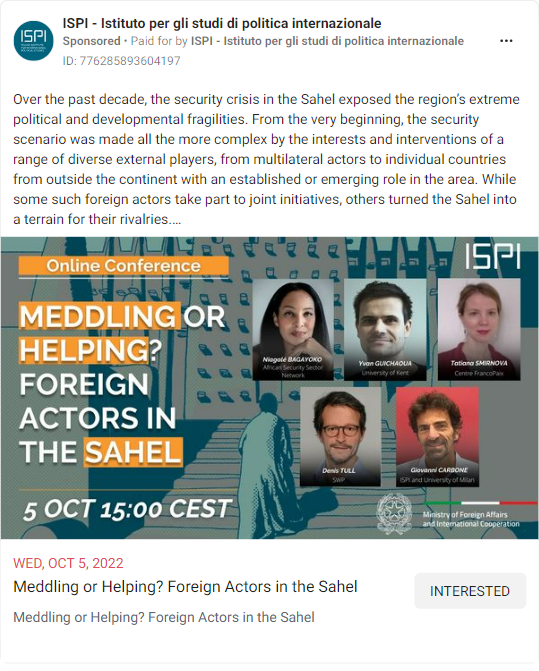 ISPI - Istituto per gli studi di politica internazionale
Sponsored • Paid for by ISPI - Istituto per gli studi di politica internazionale
ID: 776285893604197
Over the past decade, the security crisis in the Sahel exposed the region's extreme
political and developmental fragilities. From the very beginning, the security
scenario was made all the more complex by the interests and interventions of a
range of diverse external players, from multilateral actors to individual countries
from outside the continent with an established or emerging role in the area. While
some such foreign actors take part to joint initiatives, others turned the Sahel into
a terrain for their rivalries....
ISPI
Online Conference
MEDDLING OR
HELPING?
FOREIGN
ACTORS IN
THE SAHEL
5 OCT 15:00 CEST
Niagalé BAGAYOKO
African Security Sector
Network
Yvan GUICHAOUA
University of Kent
Tatiana SMIRNOVA
Centre FrancoPaix
Denis TULL
SWP
Giovanni CARBONE
ISPI and University of Milan
Ministry of Foreign Affairs
and International Cooperation
WED, OCT 5, 2022
Meddling or Helping? Foreign Actors in the Sahel
INTERESTED
Meddling or Helping? Foreign Actors in the Sahel